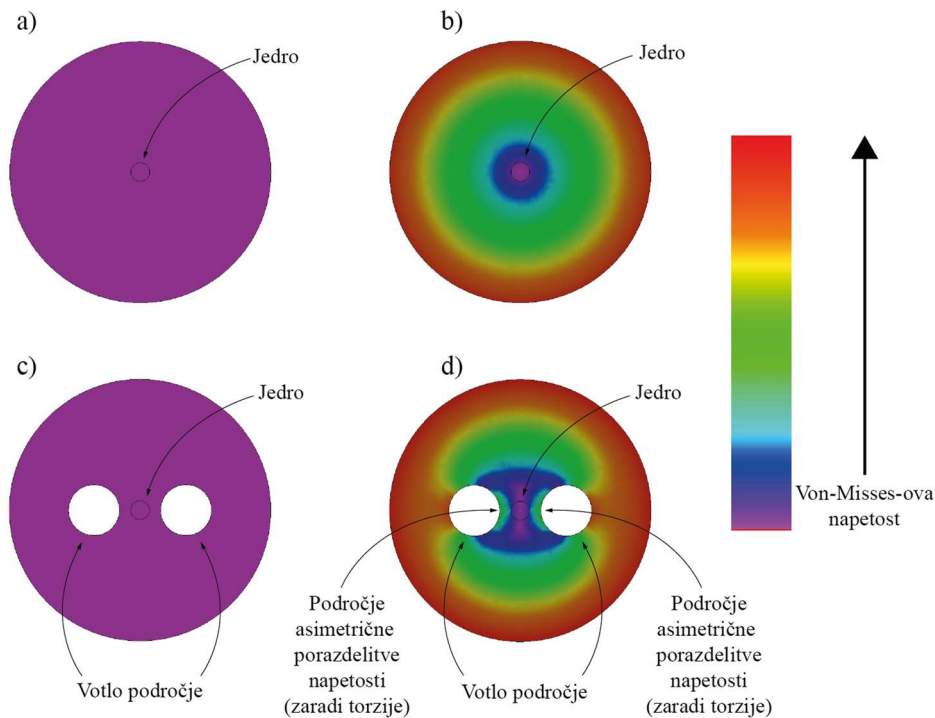 a)
Jedro
b)
Jedro
c)
Jedro
d)
Jedro
Von-Misses-ova
napetost
Področje
asimetrične
porazdelitve
napetosti
(zaradi torzije)
Področje
asimetrične
porazdelitve
napetosti
(zaradi torzije)
Votlo področje
Votlo področje